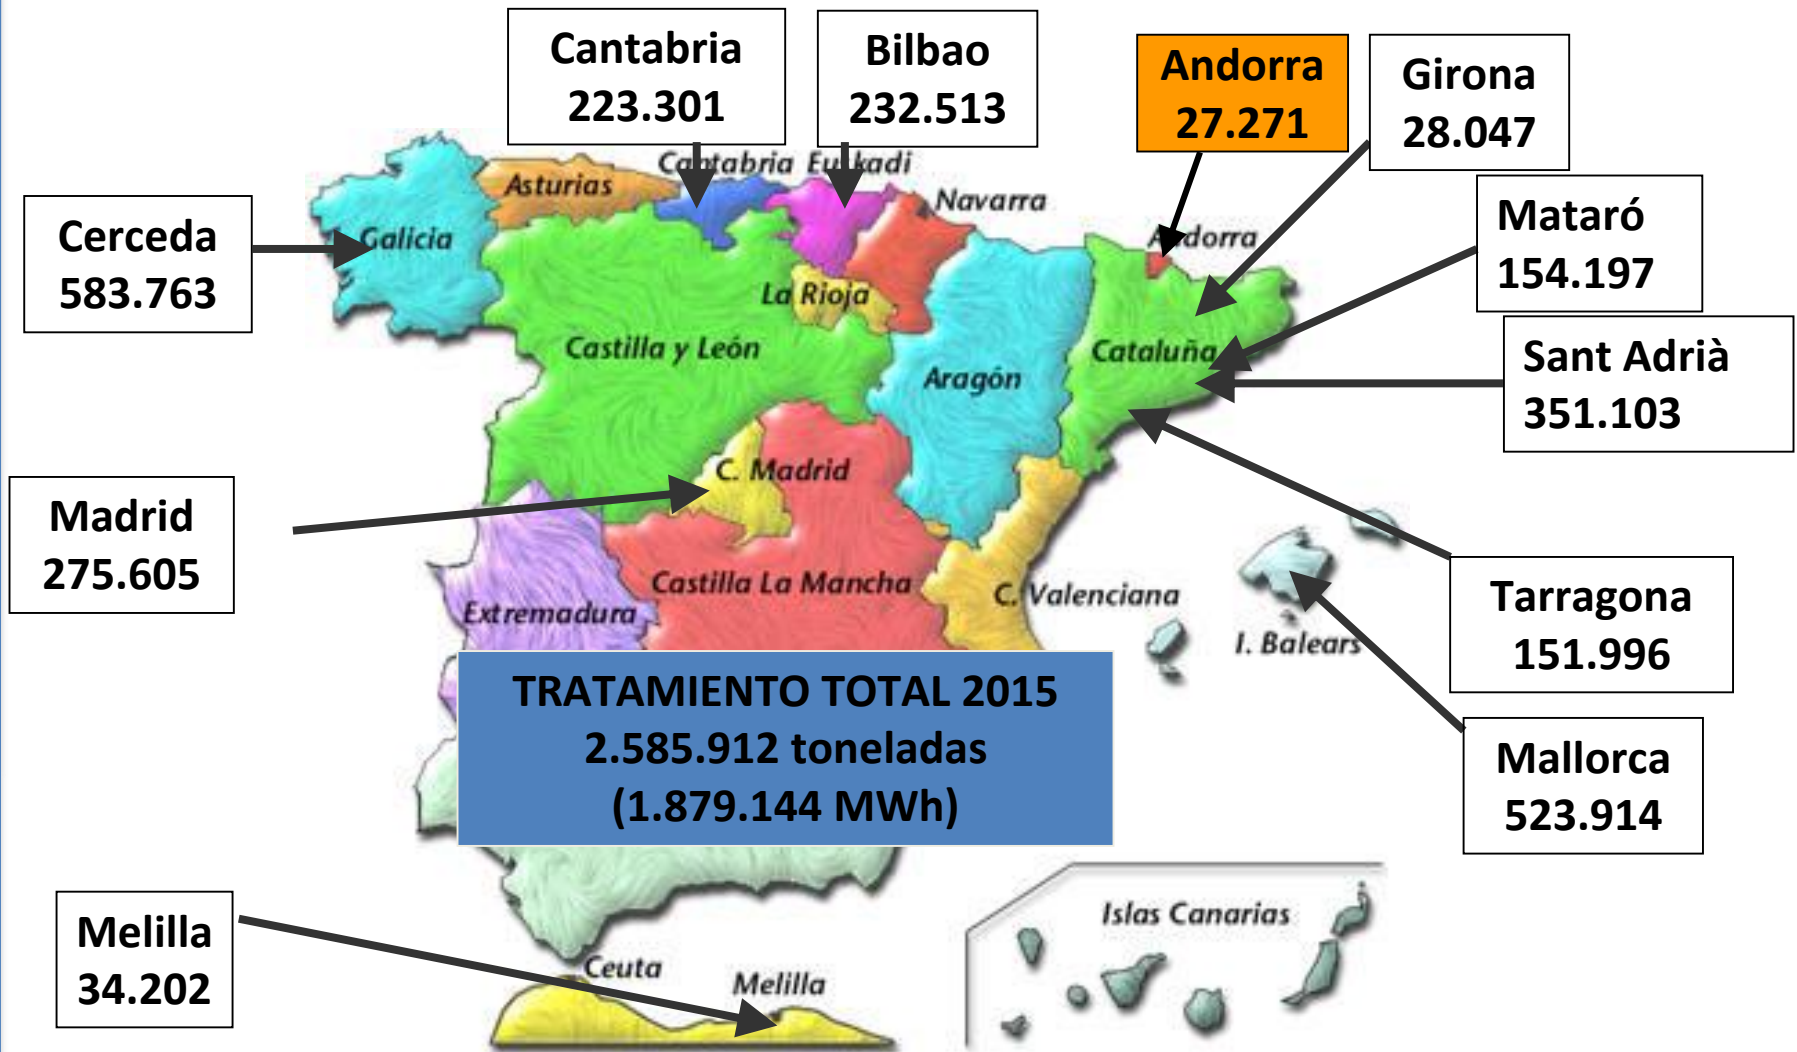 Cantabria
223.301
Bilbao
232.513
Andorra
27.271
Girona
28.047
Cerceda
583.763
Mataró
154.197
Sant Adrià
351.103
Madrid
275.605
Tarragona
151.996
Mallorca
523.914
Melilla
34.202
TRATAMIENTO TOTAL 2015
2.585.912 toneladas
(1.879.144 MWh)
Galicia
Asturias
Cantabria
Euskadi
Navarra
Andorra
La Rioja
Castilla y León
Aragón
Cataluña
C. Madrid
Castilla La Mancha
Extremadura
C. Valenciana
I. Balears
Islas Canarias
Ceuta
Melilla